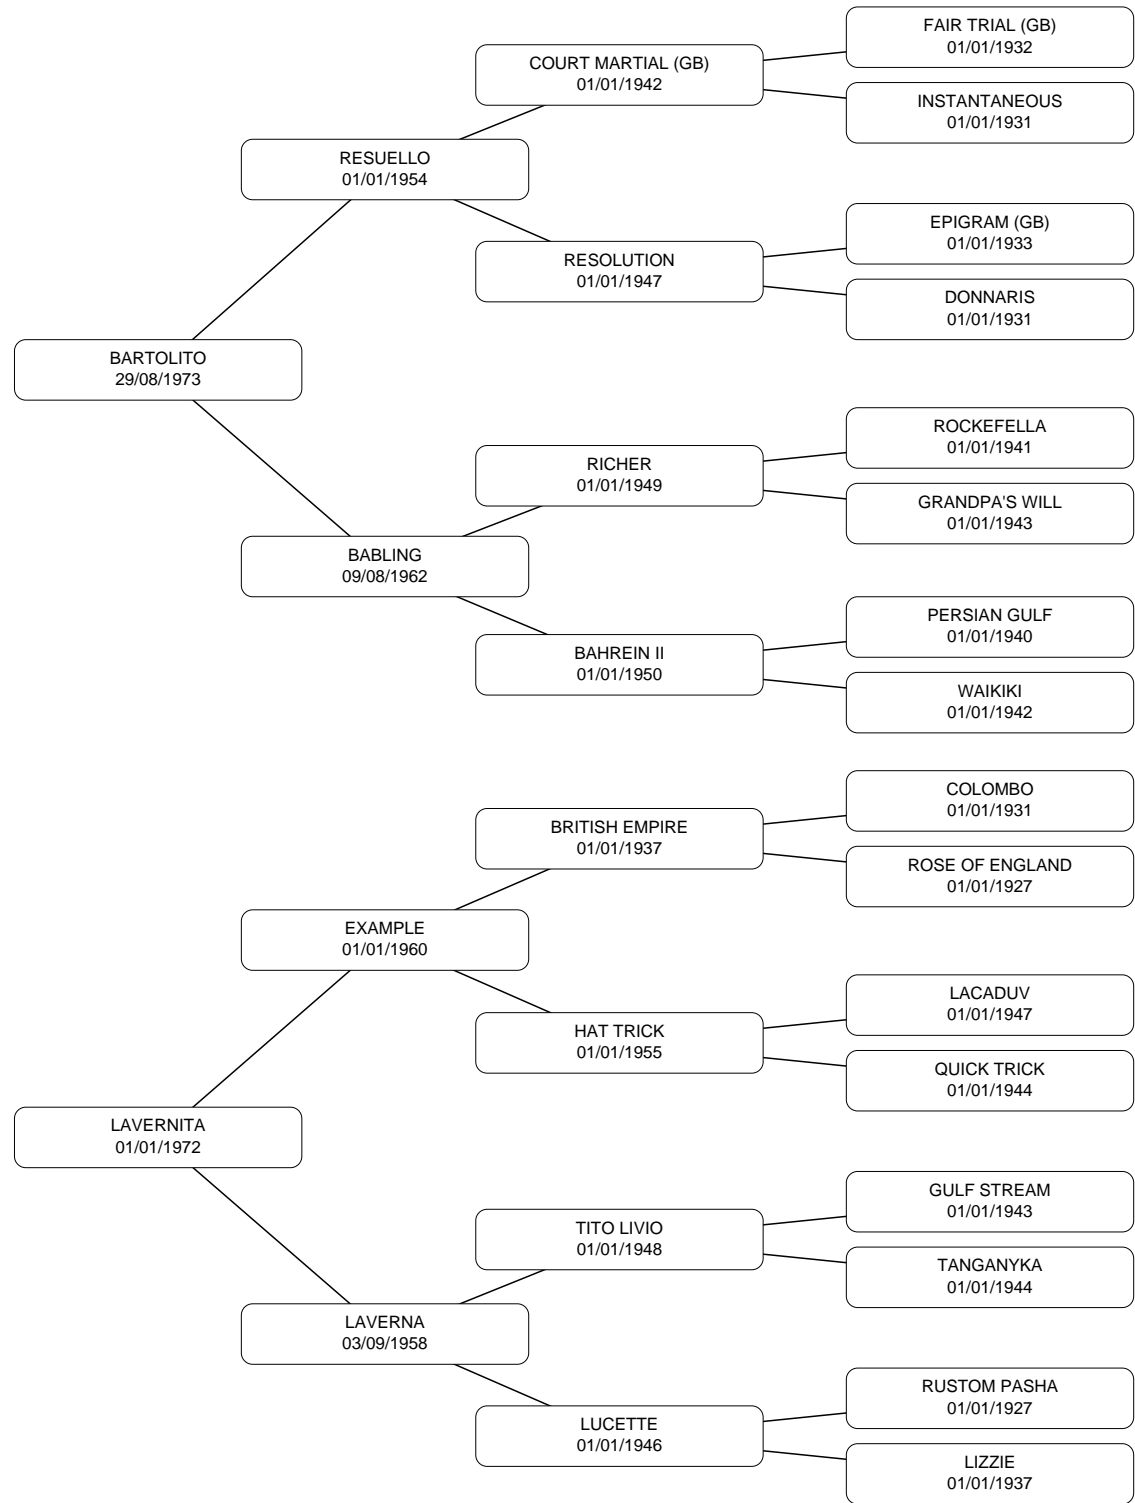 FAIR TRIAL (GB)
01/01/1932
COURT MARTIAL (GB)
01/01/1942
INSTANTANEOUS
01/01/1931
RESUELLO
01/01/1954
EPIGRAM (GB)
01/01/1933
RESOLUTION
01/01/1947
DONNARIS
01/01/1931
BARTOLITO
29/08/1973
ROCKEFELLA
01/01/1941
RICHER
01/01/1949
GRANDPA'S WILL
01/01/1943
BABLING
09/08/1962
PERSIAN GULF
01/01/1940
BAHREIN II
01/01/1950
WAIKIKI
01/01/1942
COLOMBO
01/01/1931
BRITISH EMPIRE
01/01/1937
ROSE OF ENGLAND
01/01/1927
EXAMPLE
01/01/1960
LACADUV
01/01/1947
HAT TRICK
01/01/1955
QUICK TRICK
01/01/1944
LAVERNITA
01/01/1972
GULF STREAM
01/01/1943
TITO LIVIO
01/01/1948
TANGANYKA
01/01/1944
LAVERNA
03/09/1958
RUSTOM PASHA
01/01/1927
LUCETTE
01/01/1946
LIZZIE
01/01/1937